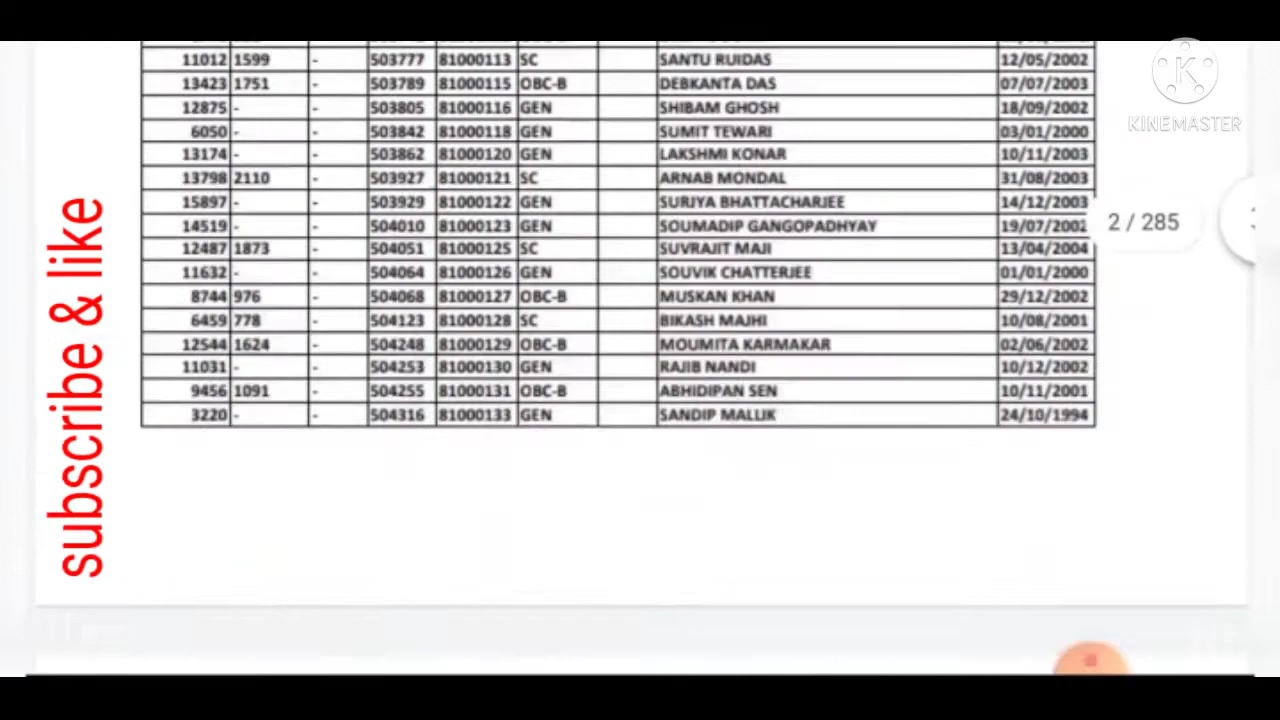 11012 1599 - 503777 81000113 SC SANTU RUIDAS 12/05/2002
13423 1751 - 503789 81000115 OBC-B DEBKANTA DAS 07/07/2003
12875 - - 503805 81000116 GEN SHIBAM GHOSH 18/09/2002
6050 - - 503842 81000118 GEN SUMIT TEWARI 03/01/2000
13174 - - 503862 81000120 GEN LAKSHMI KONAR 10/11/2003
13798 2110 - 503927 81000121 SC ARNAB MONDAL 31/08/2003
15897 - - 503929 81000122 GEN SURJYA BHATTACHARJEE 14/12/2003
14519 - - 504010 81000123 GEN SOUMADIP GANGOPADHYAY 19/07/2002
12487 1873 - 504051 81000125 SC SUVRAJIT MAJI 13/04/2004
11632 - - 504064 81000126 GEN SOUVIK CHATTERJEE 01/01/2000
8744 976 - 504068 81000127 OBC-B MUSKAN KHAN 29/12/2002
6459 778 - 504123 81000128 SC BIKASH MAJHI 10/08/2001
12544 1624 - 504248 81000129 OBC-B MOUMITA KARMAKAR 02/06/2002
11031 - - 504253 81000130 GEN RAJIB NANDI 10/12/2002
9456 1091 - 504255 81000131 OBC-B ABHIDIPAN SEN 10/11/2001
3220 - - 504316 81000133 GEN SANDIP MALLIK 24/10/1994
subscribe & like
K
KINEMASTER
2 / 285